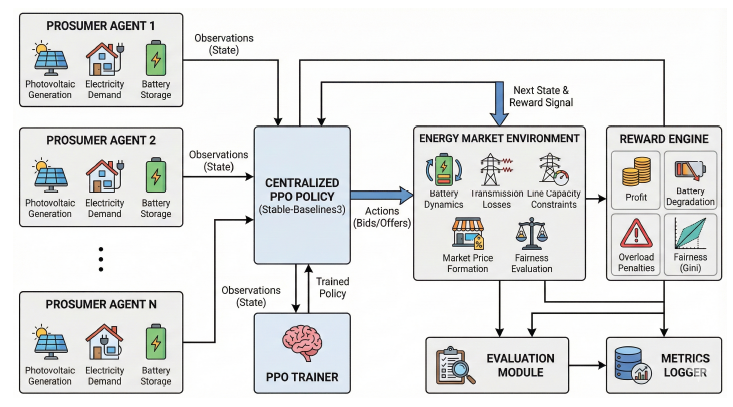 PROSUMER AGENT 1
Photovoltaic
Generation
Electricity
Demand
Battery
Storage
Observations
(State)
PROSUMER AGENT 2
Photovoltaic
Generation
Electricity
Demand
Battery
Storage
Observations
(State)
PROSUMER AGENT N
Photovoltaic
Generation
Electricity
Demand
Battery
Storage
Observations
(State)
CENTRALIZED
PPO POLICY
(Stable-Baselines3)
Trained
Policy
PPO TRAINER
Actions
(Bids/Offers)
Next State &
Reward Signal
ENERGY MARKET ENVIRONMENT
Battery
Dynamics
Transmission
Losses
Line Capacity
Constraints
Market Price
Formation
Fairness
Evaluation
REWARD ENGINE
Profit
Battery
Degradation
Overload
Penalties
Fairness
(Gini)
EVALUATION
MODULE
METRICS
LOGGER